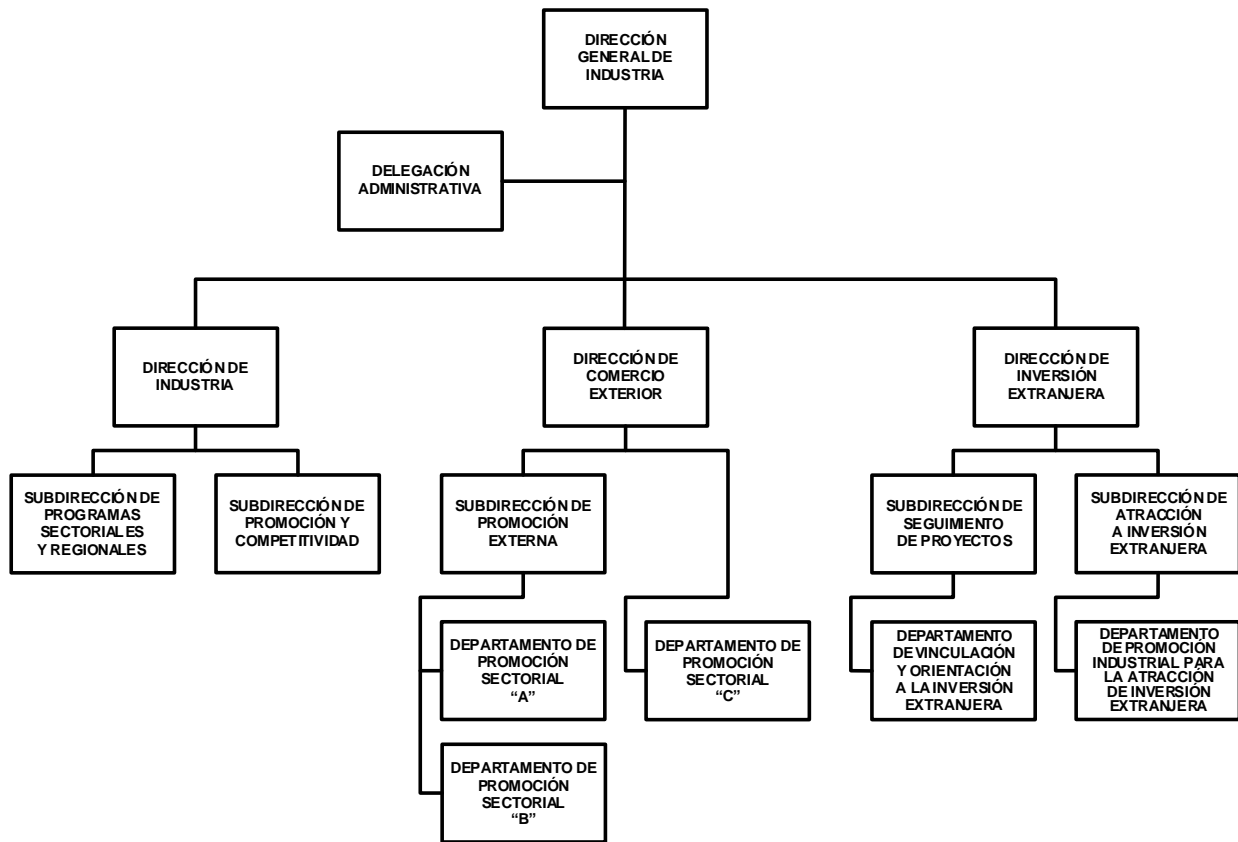 DIRECCIÓN
GENERAL DE
INDUSTRIA
DELEGACIÓN
ADMINISTRATIVA
DIRECCIÓN DE
INDUSTRIA
DIRECCIÓN DE
COMERCIO
EXTERIOR
DIRECCIÓN DE
INVERSIÓN
EXTRANJERA
SUBDIRECCIÓN DE
PROGRAMAS
SECTORIALES
Y REGIONALES
SUBDIRECCIÓN DE
PROMOCIÓN Y
COMPETITIVIDAD
SUBDIRECCIÓN DE
PROMOCIÓN
EXTERNA
SUBDIRECCIÓN DE
SEGUIMIENTO
DE PROYECTOS
SUBDIRECCIÓN DE
ATRACCIÓN
A INVERSIÓN
EXTRANJERA
DEPARTAMENTO DE
PROMOCIÓN
SECTORIAL
“A”
DEPARTAMENTO DE
PROMOCIÓN
SECTORIAL
“C”
DEPARTAMENTO
DE VINCULACIÓN
Y ORIENTACIÓN
A LA INVERSIÓN
EXTRANJERA
DEPARTAMENTO
DE PROMOCIÓN
INDUSTRIAL PARA
LA ATRACCIÓN
DE INVERSIÓN
EXTRANJERA
DEPARTAMENTO DE
PROMOCIÓN
SECTORIAL
“B”